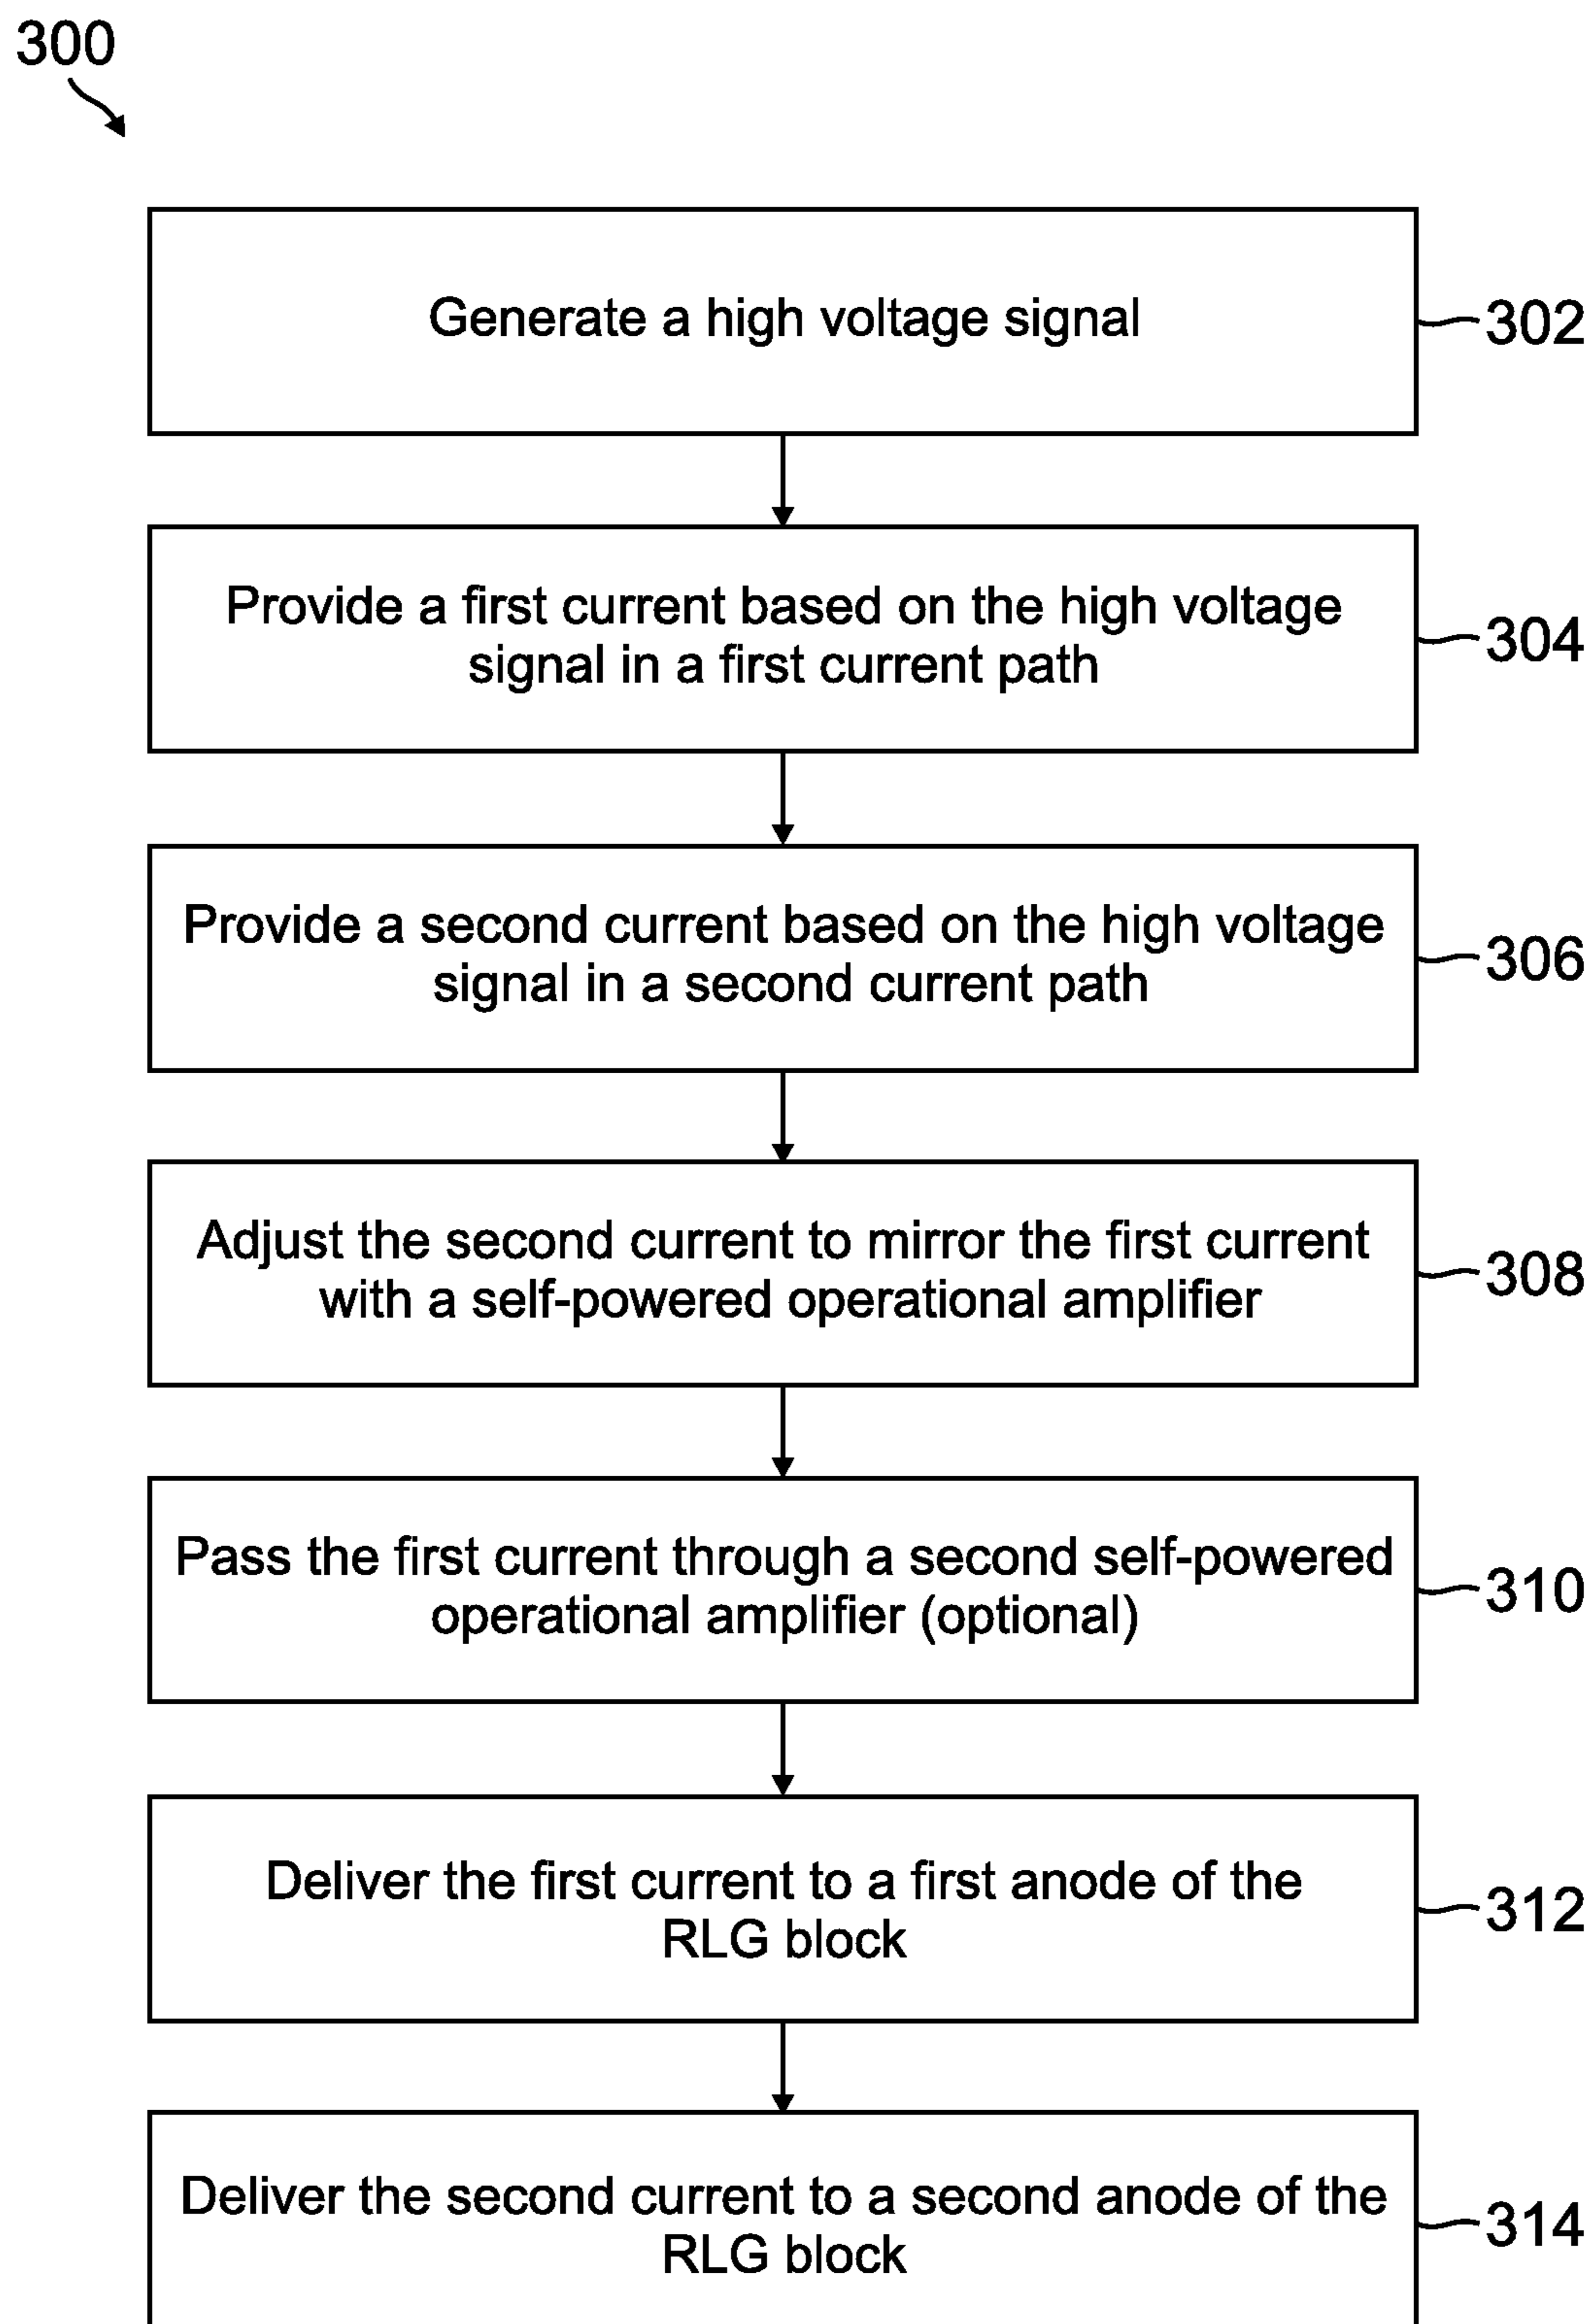 300
Generate a high voltage signal
302
Provide a first current based on the high voltage
signal in a first current path
304
Provide a second current based on the high voltage
signal in a second current path
306
Adjust the second current to mirror the first current
with a self-powered operational amplifier
308
Pass the first current through a second self-powered
operational amplifier (optional)
310
Deliver the first current to a first anode of the
RLG block
312
Deliver the second current to a second anode of the
RLG block
314